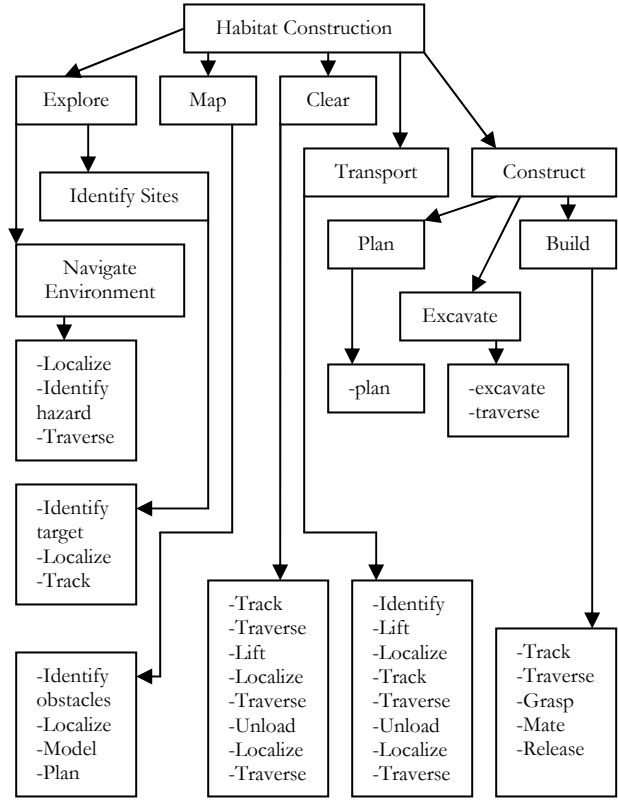 Habitat Construction
Explore
Map
Clear
Transport
Construct
Identify Sites
Plan
Build
Navigate
Environment
Excavate
-Localize
-Identify
hazard
-Traverse
-plan
-excavate
-traverse
-Identify
target
-Localize
-Track
-Identify
obstacles
-Localize
-Model
-Plan
-Track
-Traverse
-Lift
-Localize
-Traverse
-Unload
-Localize
-Traverse
-Identify
-Lift
-Localize
-Track
-Traverse
-Unload
-Localize
-Traverse
-Track
-Traverse
-Grasp
-Mate
-Release